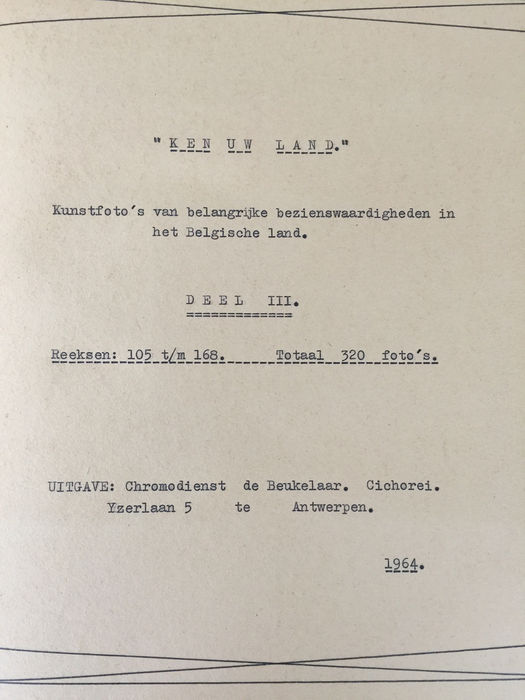 "KEN UW LAND."
Kunstfoto's van belangrijke bezienswaardigheden in
het Belgische land.
DEEL III.
Reeksen: 105 t/m 168. Totaal 320 foto's.
UITGAVE: Chromodienst de Beukelaar. Cichorei.
Yzerlaan 5 te Antwerpen.
1964.